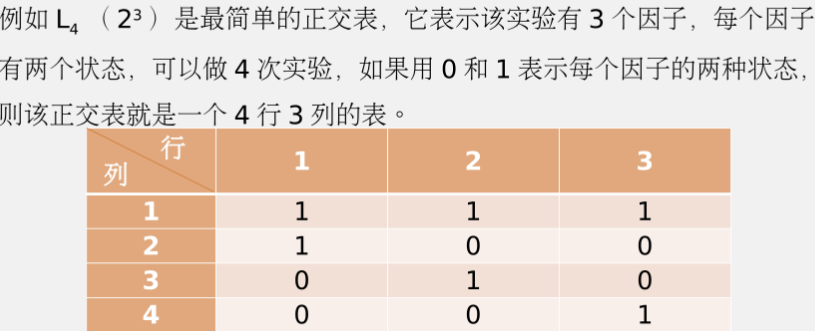 例如 L₄ （ 2³ ）是最简单的正交表，它表示该实验有 3 个因子，每个因子
有两个状态，可以做 4 次实验，如果用 0 和 1 表示每个因子的两种状态，
则该正交表就是一个 4 行 3 列的表。
行
列 1 2 3
1 1 1 1
2 1 0 0
3 0 1 0
4 0 0 1